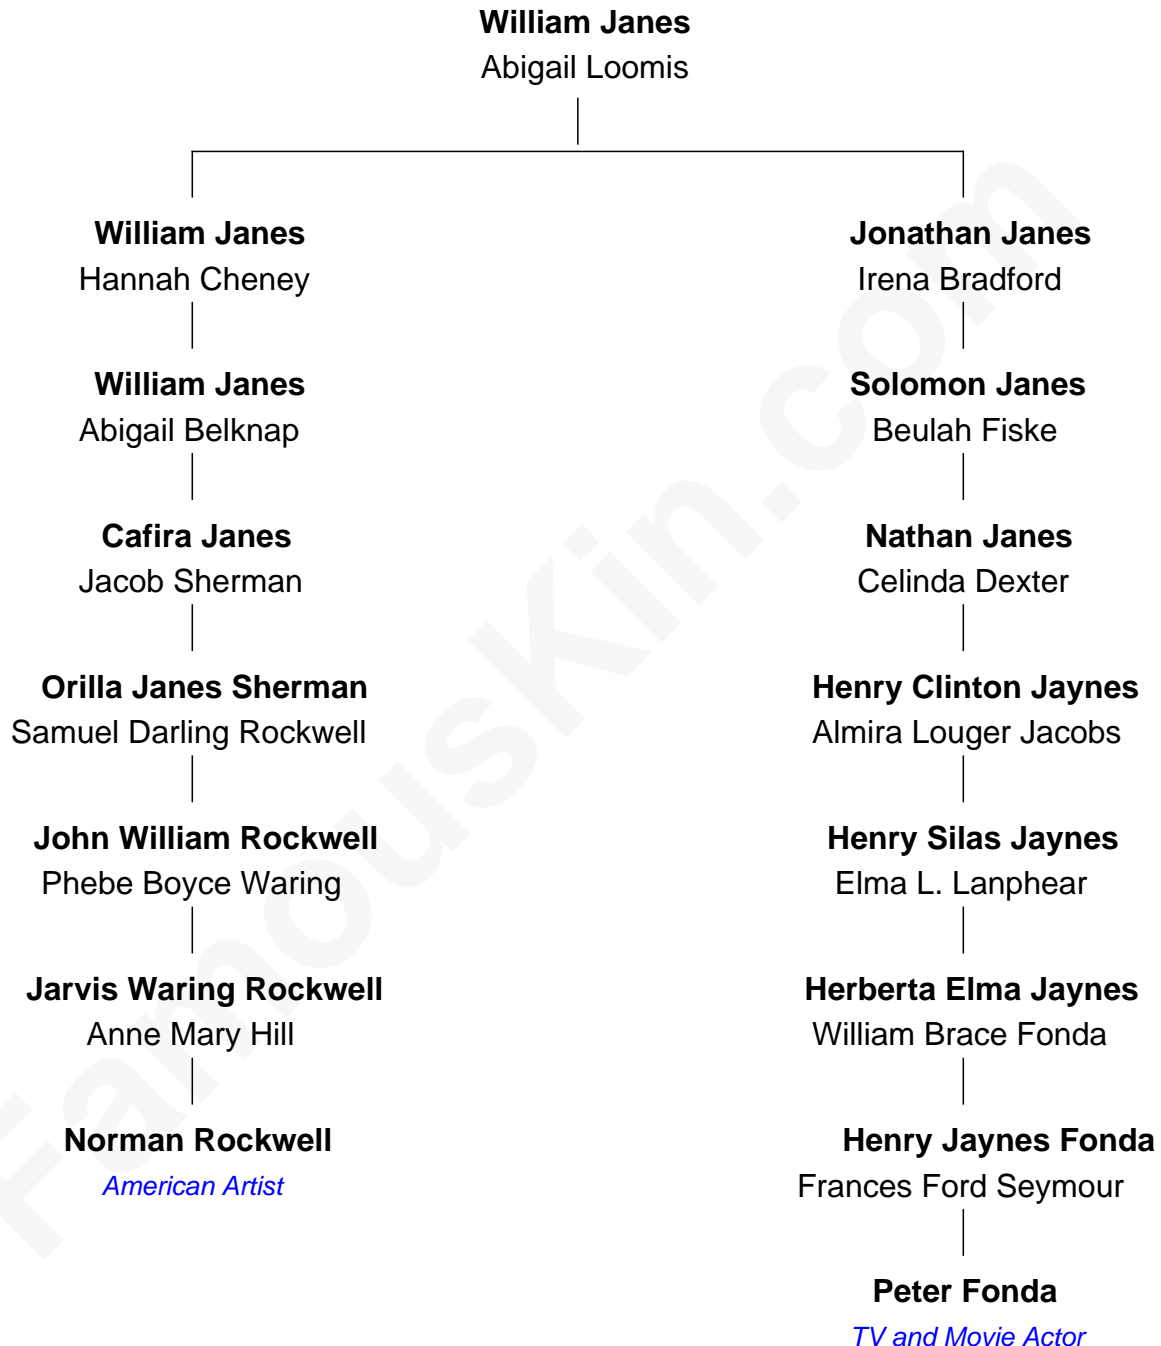 William Janes
Abigail Loomis
William Janes
Hannah Cheney
Jonathan Janes
Irena Bradford
William Janes
Abigail Belknap
Solomon Janes
Beulah Fiske
Cafira Janes
Jacob Sherman
Nathan Janes
Celinda Dexter
Orilla Janes Sherman
Samuel Darling Rockwell
Henry Clinton Jaynes
Almira Louger Jacobs
John William Rockwell
Phebe Boyce Waring
Henry Silas Jaynes
Elma L. Lanphear
Jarvis Waring Rockwell
Anne Mary Hill
Herberta Elma Jaynes
William Brace Fonda
Norman Rockwell
American Artist
Henry Jaynes Fonda
Frances Ford Seymour
Peter Fonda
TV and Movie Actor
FamousKin.com